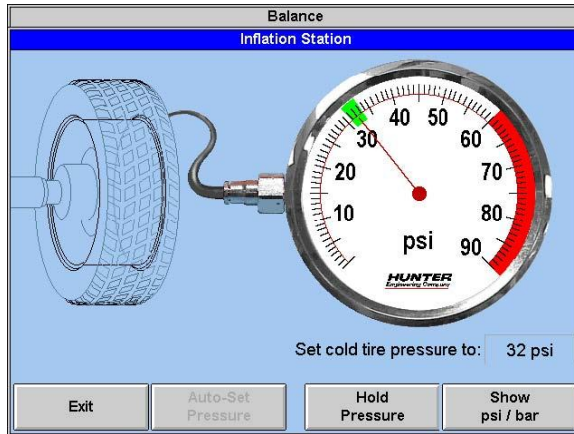 Balance
Inflation Station
10
20
30
40
50
60
70
80
90
psi
HUNTER
Engineering Company
Set cold tire pressure to: 32 psi
Exit
Auto-Set
Pressure
Hold
Pressure
Show
psi / bar